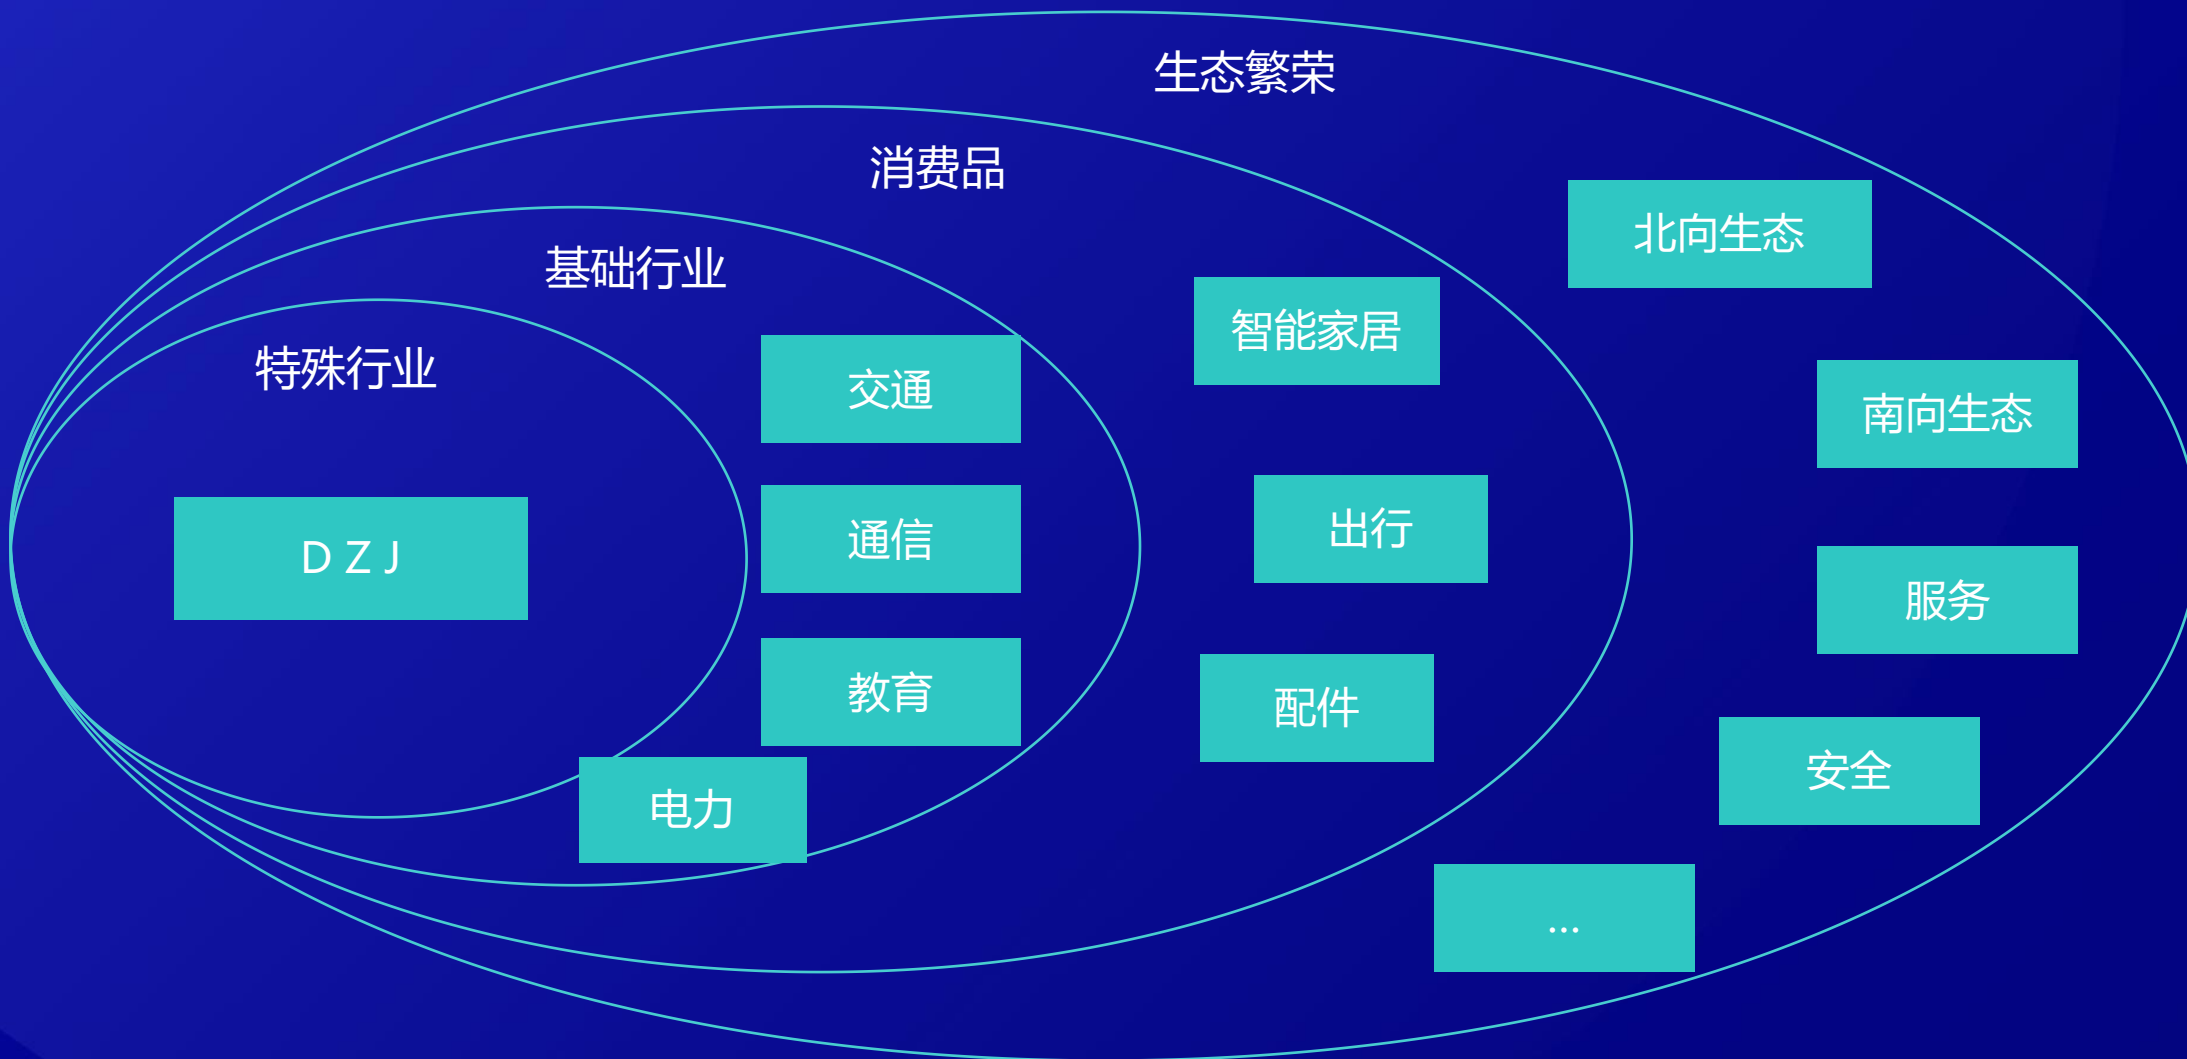 生态繁荣
消费品
基础行业
特殊行业
DZJ
交通
通信
教育
电力
智能家居
出行
配件
北向生态
南向生态
服务
安全
...